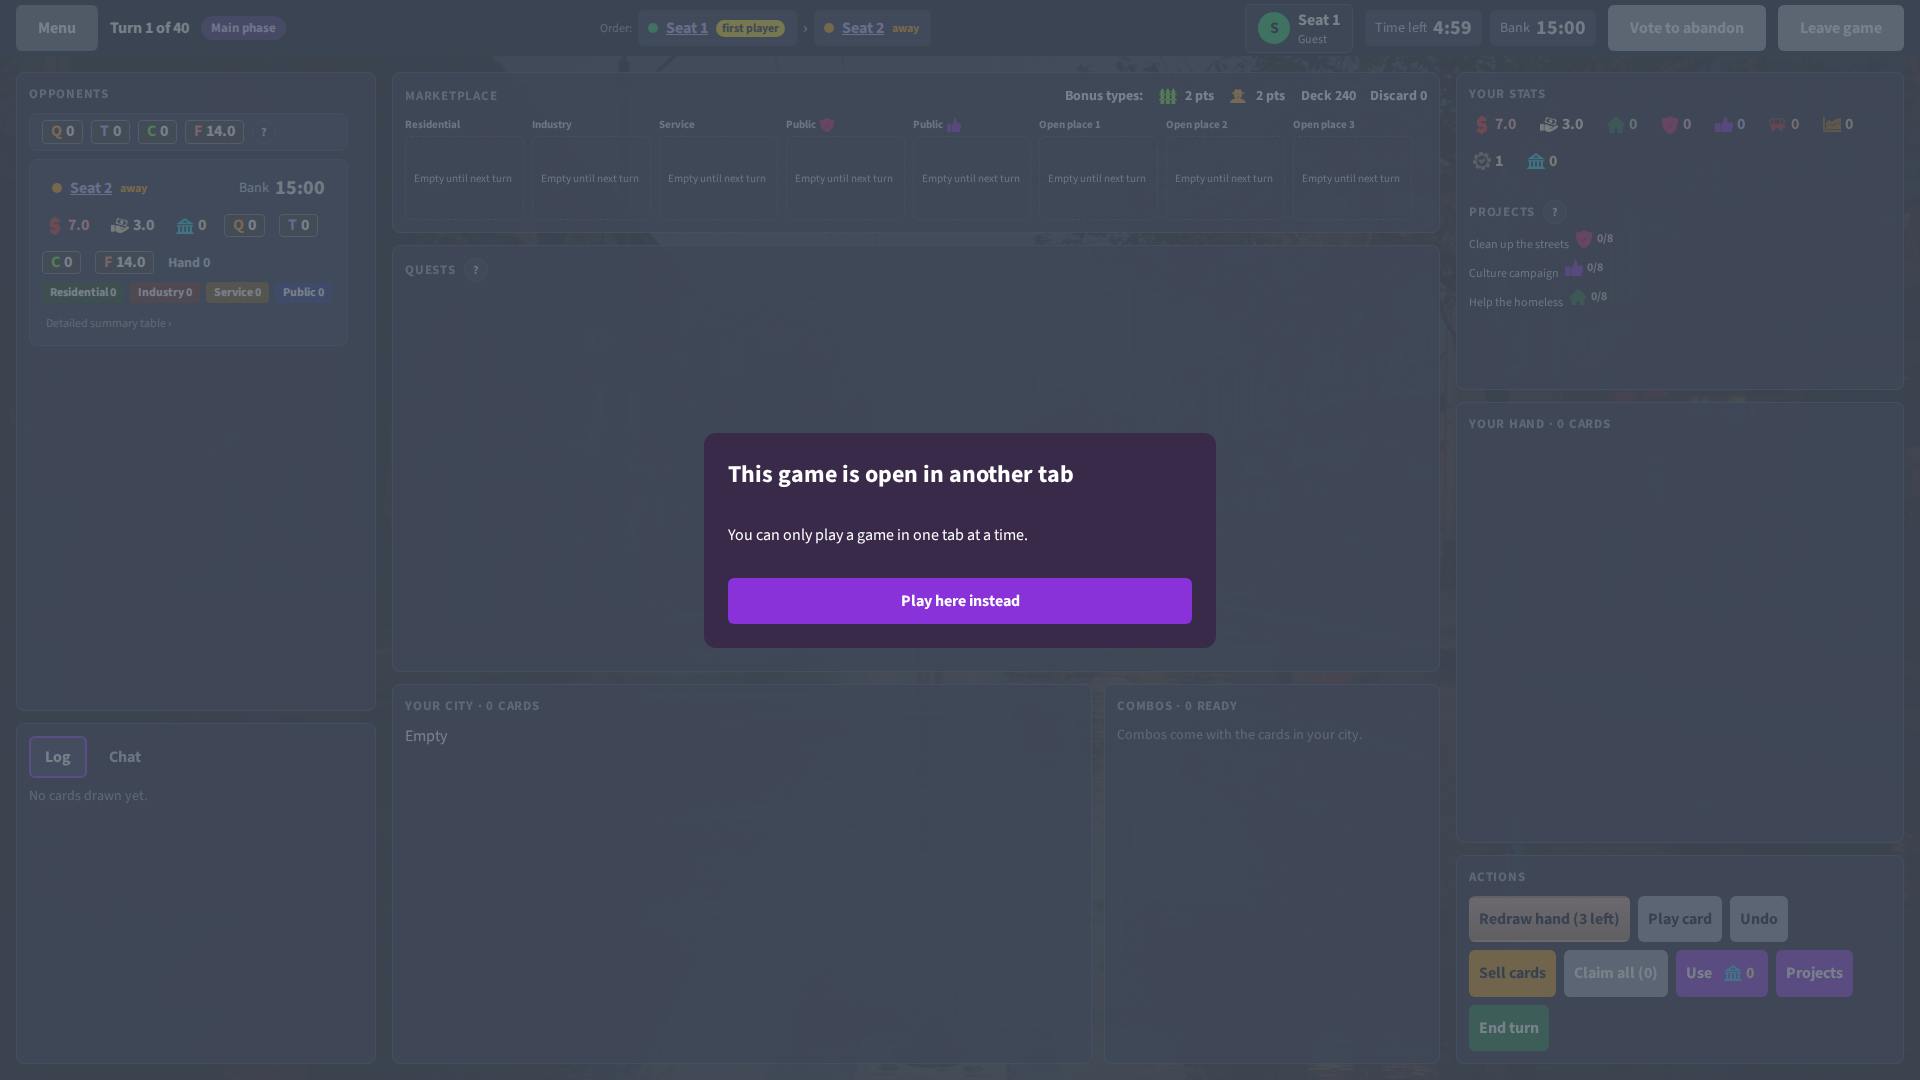 Menu
Turn 1 of 40
Main phase
Order:
Seat 1 first player
›
Seat 2 away
S
Seat 1
Guest
Time left 4:59
Bank 15:00
Vote to abandon
Leave game
OPPONENTS
Q 0
T 0
C 0
F 14.0
?
Seat 2 away
Bank 15:00
7.0
3.0
0
Q 0
T 0
C 0
F 14.0
Hand 0
Residential 0
Industry 0
Service 0
Public 0
Detailed summary table ›
Log
Chat
No cards drawn yet.
MARKETPLACE
Bonus types: 2 pts 2 pts Deck 240 Discard 0
Residential
Industry
Service
Public
Public
Open place 1
Open place 2
Open place 3
Empty until next turn
Empty until next turn
Empty until next turn
Empty until next turn
Empty until next turn
Empty until next turn
Empty until next turn
Empty until next turn
QUESTS ?
This game is open in another tab
You can only play a game in one tab at a time.
Play here instead
YOUR CITY · 0 CARDS
Empty
COMBOS · 0 READY
Combos come with the cards in your city.
YOUR STATS
7.0
3.0
0
0
0
0
0
1
0
PROJECTS ?
Clean up the streets 0/8
Culture campaign 0/8
Help the homeless 0/8
YOUR HAND · 0 CARDS
ACTIONS
Redraw hand (3 left)
Play card
Undo
Sell cards
Claim all (0)
Use 0
Projects
End turn